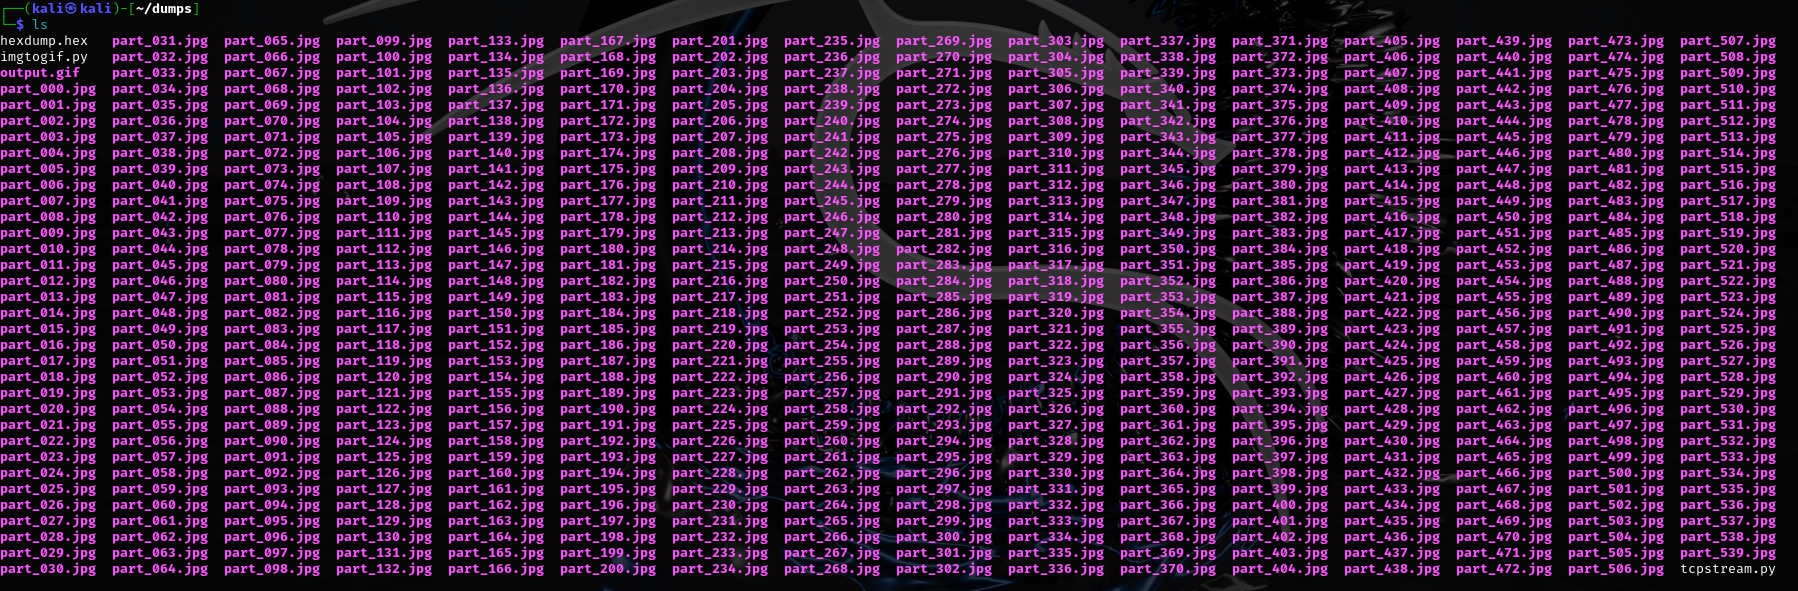 ┌──(kali㉿kali)-[~/dumps]
└─$ ls
hexdump.hex part_031.jpg part_065.jpg part_099.jpg part_133.jpg part_167.jpg part_201.jpg part_235.jpg part_269.jpg part_303.jpg part_337.jpg part_371.jpg part_405.jpg part_439.jpg part_473.jpg part_507.jpg
imgtogif.py part_032.jpg part_066.jpg part_100.jpg part_134.jpg part_168.jpg part_202.jpg part_236.jpg part_270.jpg part_304.jpg part_338.jpg part_372.jpg part_406.jpg part_440.jpg part_474.jpg part_508.jpg
output.gif part_033.jpg part_067.jpg part_101.jpg part_135.jpg part_169.jpg part_203.jpg part_237.jpg part_271.jpg part_305.jpg part_339.jpg part_373.jpg part_407.jpg part_441.jpg part_475.jpg part_509.jpg
part_000.jpg part_034.jpg part_068.jpg part_102.jpg part_136.jpg part_170.jpg part_204.jpg part_238.jpg part_272.jpg part_306.jpg part_340.jpg part_374.jpg part_408.jpg part_442.jpg part_476.jpg part_510.jpg
part_001.jpg part_035.jpg part_069.jpg part_103.jpg part_137.jpg part_171.jpg part_205.jpg part_239.jpg part_273.jpg part_307.jpg part_341.jpg part_375.jpg part_409.jpg part_443.jpg part_477.jpg part_511.jpg
part_002.jpg part_036.jpg part_070.jpg part_104.jpg part_138.jpg part_172.jpg part_206.jpg part_240.jpg part_274.jpg part_308.jpg part_342.jpg part_376.jpg part_410.jpg part_444.jpg part_478.jpg part_512.jpg
part_003.jpg part_037.jpg part_071.jpg part_105.jpg part_139.jpg part_173.jpg part_207.jpg part_241.jpg part_275.jpg part_309.jpg part_343.jpg part_377.jpg part_411.jpg part_445.jpg part_479.jpg part_513.jpg
part_004.jpg part_038.jpg part_072.jpg part_106.jpg part_140.jpg part_174.jpg part_208.jpg part_242.jpg part_276.jpg part_310.jpg part_344.jpg part_378.jpg part_412.jpg part_446.jpg part_480.jpg part_514.jpg
part_005.jpg part_039.jpg part_073.jpg part_107.jpg part_141.jpg part_175.jpg part_209.jpg part_243.jpg part_277.jpg part_311.jpg part_345.jpg part_379.jpg part_413.jpg part_447.jpg part_481.jpg part_515.jpg
part_006.jpg part_040.jpg part_074.jpg part_108.jpg part_142.jpg part_176.jpg part_210.jpg part_244.jpg part_278.jpg part_312.jpg part_346.jpg part_380.jpg part_414.jpg part_448.jpg part_482.jpg part_516.jpg
part_007.jpg part_041.jpg part_075.jpg part_109.jpg part_143.jpg part_177.jpg part_211.jpg part_245.jpg part_279.jpg part_313.jpg part_347.jpg part_381.jpg part_415.jpg part_449.jpg part_483.jpg part_517.jpg
part_008.jpg part_042.jpg part_076.jpg part_110.jpg part_144.jpg part_178.jpg part_212.jpg part_246.jpg part_280.jpg part_314.jpg part_348.jpg part_382.jpg part_416.jpg part_450.jpg part_484.jpg part_518.jpg
part_009.jpg part_043.jpg part_077.jpg part_111.jpg part_145.jpg part_179.jpg part_213.jpg part_247.jpg part_281.jpg part_315.jpg part_349.jpg part_383.jpg part_417.jpg part_451.jpg part_485.jpg part_519.jpg
part_010.jpg part_044.jpg part_078.jpg part_112.jpg part_146.jpg part_180.jpg part_214.jpg part_248.jpg part_282.jpg part_316.jpg part_350.jpg part_384.jpg part_418.jpg part_452.jpg part_486.jpg part_520.jpg
part_011.jpg part_045.jpg part_079.jpg part_113.jpg part_147.jpg part_181.jpg part_215.jpg part_249.jpg part_283.jpg part_317.jpg part_351.jpg part_385.jpg part_419.jpg part_453.jpg part_487.jpg part_521.jpg
part_012.jpg part_046.jpg part_080.jpg part_114.jpg part_148.jpg part_182.jpg part_216.jpg part_250.jpg part_284.jpg part_318.jpg part_352.jpg part_386.jpg part_420.jpg part_454.jpg part_488.jpg part_522.jpg
part_013.jpg part_047.jpg part_081.jpg part_115.jpg part_149.jpg part_183.jpg part_217.jpg part_251.jpg part_285.jpg part_319.jpg part_353.jpg part_387.jpg part_421.jpg part_455.jpg part_489.jpg part_523.jpg
part_014.jpg part_048.jpg part_082.jpg part_116.jpg part_150.jpg part_184.jpg part_218.jpg part_252.jpg part_286.jpg part_320.jpg part_354.jpg part_388.jpg part_422.jpg part_456.jpg part_490.jpg part_524.jpg
part_015.jpg part_049.jpg part_083.jpg part_117.jpg part_151.jpg part_185.jpg part_219.jpg part_253.jpg part_287.jpg part_321.jpg part_355.jpg part_389.jpg part_423.jpg part_457.jpg part_491.jpg part_525.jpg
part_016.jpg part_050.jpg part_084.jpg part_118.jpg part_152.jpg part_186.jpg part_220.jpg part_254.jpg part_288.jpg part_322.jpg part_356.jpg part_390.jpg part_424.jpg part_458.jpg part_492.jpg part_526.jpg
part_017.jpg part_051.jpg part_085.jpg part_119.jpg part_153.jpg part_187.jpg part_221.jpg part_255.jpg part_289.jpg part_323.jpg part_357.jpg part_391.jpg part_425.jpg part_459.jpg part_493.jpg part_527.jpg
part_018.jpg part_052.jpg part_086.jpg part_120.jpg part_154.jpg part_188.jpg part_222.jpg part_256.jpg part_290.jpg part_324.jpg part_358.jpg part_392.jpg part_426.jpg part_460.jpg part_494.jpg part_528.jpg
part_019.jpg part_053.jpg part_087.jpg part_121.jpg part_155.jpg part_189.jpg part_223.jpg part_257.jpg part_291.jpg part_325.jpg part_359.jpg part_393.jpg part_427.jpg part_461.jpg part_495.jpg part_529.jpg
part_020.jpg part_054.jpg part_088.jpg part_122.jpg part_156.jpg part_190.jpg part_224.jpg part_258.jpg part_292.jpg part_326.jpg part_360.jpg part_394.jpg part_428.jpg part_462.jpg part_496.jpg part_530.jpg
part_021.jpg part_055.jpg part_089.jpg part_123.jpg part_157.jpg part_191.jpg part_225.jpg part_259.jpg part_293.jpg part_327.jpg part_361.jpg part_395.jpg part_429.jpg part_463.jpg part_497.jpg part_531.jpg
part_022.jpg part_056.jpg part_090.jpg part_124.jpg part_158.jpg part_192.jpg part_226.jpg part_260.jpg part_294.jpg part_328.jpg part_362.jpg part_396.jpg part_430.jpg part_464.jpg part_498.jpg part_532.jpg
part_023.jpg part_057.jpg part_091.jpg part_125.jpg part_159.jpg part_193.jpg part_227.jpg part_261.jpg part_295.jpg part_329.jpg part_363.jpg part_397.jpg part_431.jpg part_465.jpg part_499.jpg part_533.jpg
part_024.jpg part_058.jpg part_092.jpg part_126.jpg part_160.jpg part_194.jpg part_228.jpg part_262.jpg part_296.jpg part_330.jpg part_364.jpg part_398.jpg part_432.jpg part_466.jpg part_500.jpg part_534.jpg
part_025.jpg part_059.jpg part_093.jpg part_127.jpg part_161.jpg part_195.jpg part_229.jpg part_263.jpg part_297.jpg part_331.jpg part_365.jpg part_399.jpg part_433.jpg part_467.jpg part_501.jpg part_535.jpg
part_026.jpg part_060.jpg part_094.jpg part_128.jpg part_162.jpg part_196.jpg part_230.jpg part_264.jpg part_298.jpg part_332.jpg part_366.jpg part_400.jpg part_434.jpg part_468.jpg part_502.jpg part_536.jpg
part_027.jpg part_061.jpg part_095.jpg part_129.jpg part_163.jpg part_197.jpg part_231.jpg part_265.jpg part_299.jpg part_333.jpg part_367.jpg part_401.jpg part_435.jpg part_469.jpg part_503.jpg part_537.jpg
part_028.jpg part_062.jpg part_096.jpg part_130.jpg part_164.jpg part_198.jpg part_232.jpg part_266.jpg part_300.jpg part_334.jpg part_368.jpg part_402.jpg part_436.jpg part_470.jpg part_504.jpg part_538.jpg
part_029.jpg part_063.jpg part_097.jpg part_131.jpg part_165.jpg part_199.jpg part_233.jpg part_267.jpg part_301.jpg part_335.jpg part_369.jpg part_403.jpg part_437.jpg part_471.jpg part_505.jpg part_539.jpg
part_030.jpg part_064.jpg part_098.jpg part_132.jpg part_166.jpg part_200.jpg part_234.jpg part_268.jpg part_302.jpg part_336.jpg part_370.jpg part_404.jpg part_438.jpg part_472.jpg part_506.jpg tcpstream.py